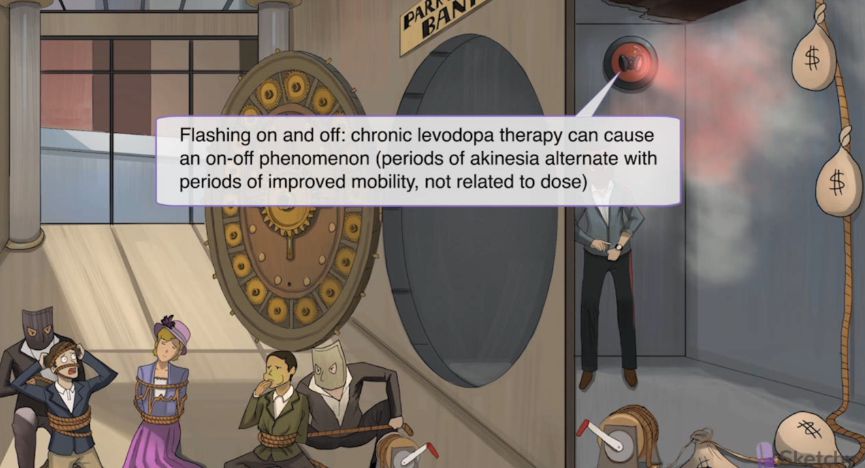 PARK
BANK
Flashing on and off: chronic levodopa therapy can cause
an on-off phenomenon (periods of akinesia alternate with
periods of improved mobility, not related to dose)
$
$
$
Sketchy